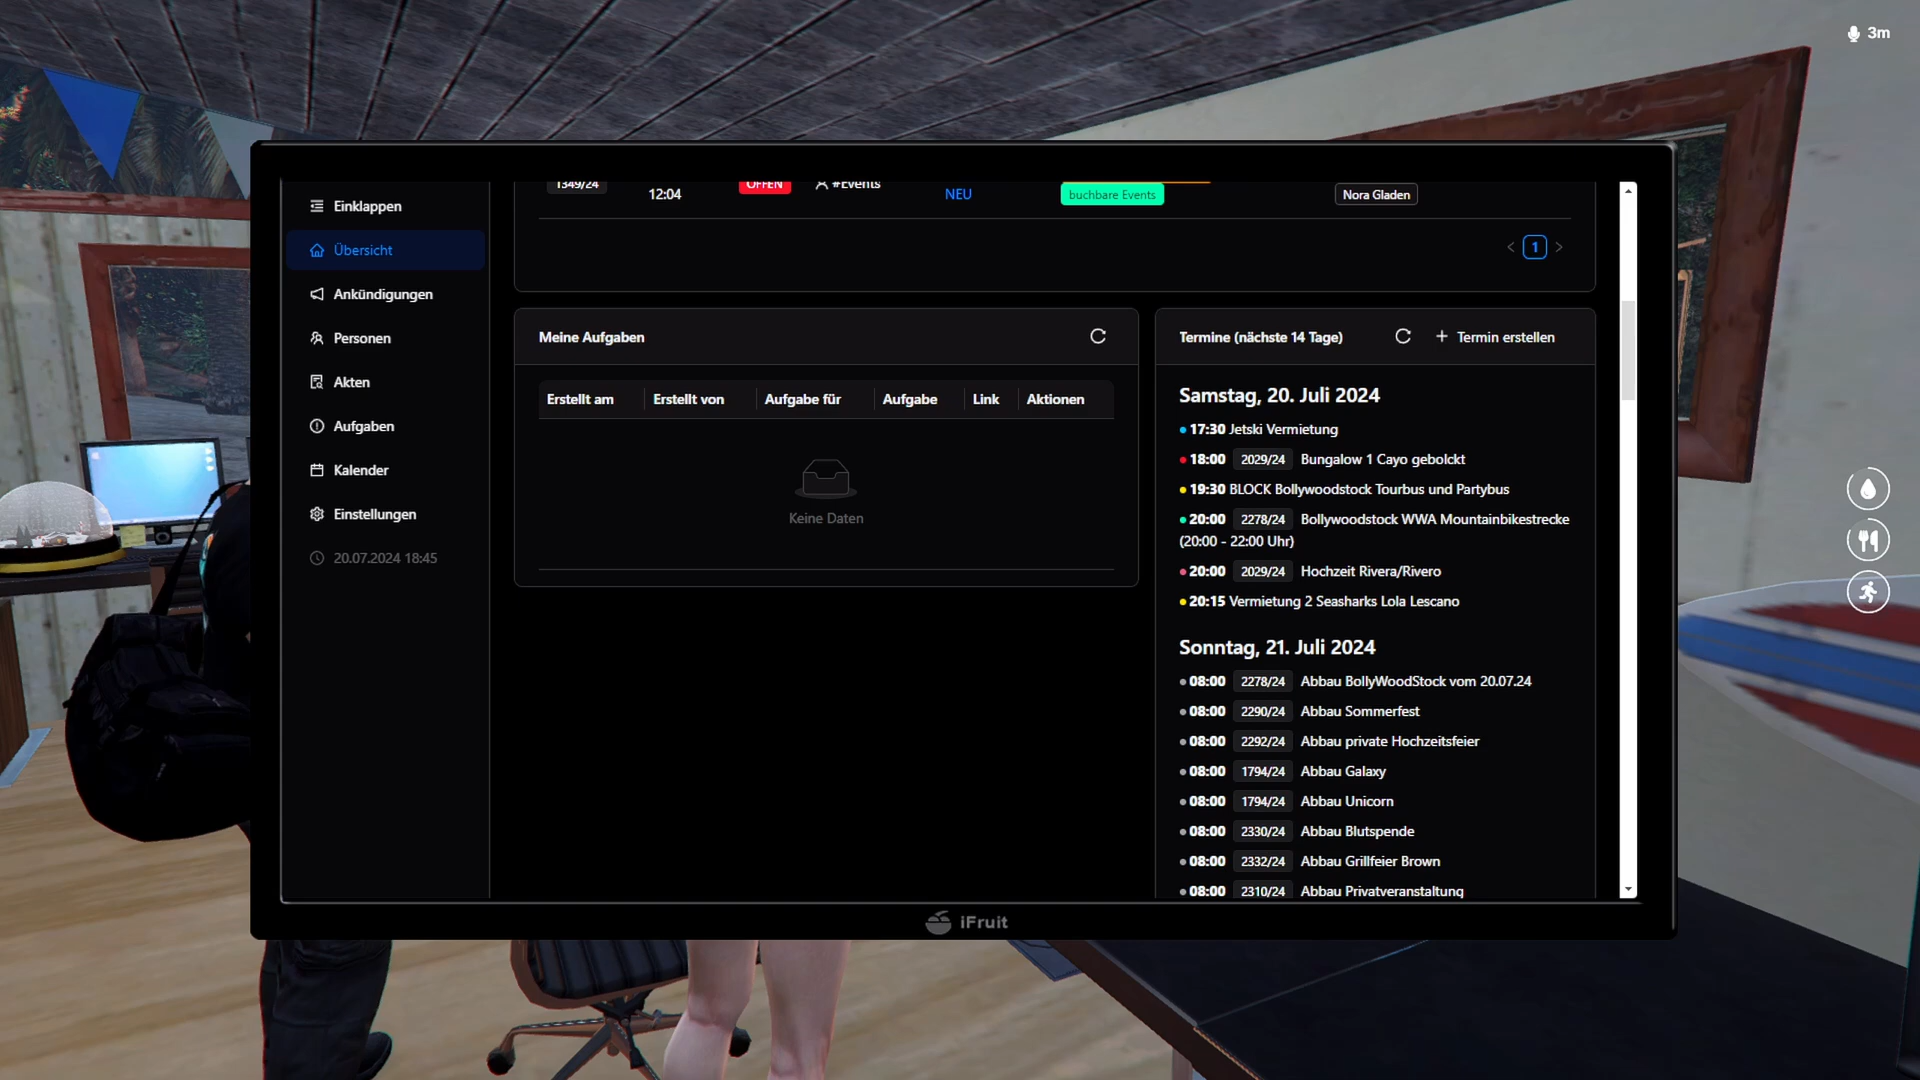 3m
1349/24
12:04
OFFEN
#Events
NEU
buchbare Events
Nora Gladen
1
Einklappen
Übersicht
Ankündigungen
Personen
Akten
Aufgaben
Kalender
Einstellungen
20.07.2024 18:45
Meine Aufgaben
Erstellt am Erstellt von Aufgabe für Aufgabe Link Aktionen
Keine Daten
Termine (nächste 14 Tage) + Termin erstellen
Samstag, 20. Juli 2024
17:30 Jetski Vermietung
18:00 2029/24 Bungalow 1 Cayo gebolckt
19:30 BLOCK Bollywoodstock Tourbus und Partybus
20:00 2278/24 Bollywoodstock WWA Mountainbikestrecke
(20:00 - 22:00 Uhr)
20:00 2029/24 Hochzeit Rivera/Rivero
20:15 Vermietung 2 Seasharks Lola Lescano
Sonntag, 21. Juli 2024
08:00 2278/24 Abbau BollyWoodStock vom 20.07.24
08:00 2290/24 Abbau Sommerfest
08:00 2292/24 Abbau private Hochzeitsfeier
08:00 1794/24 Abbau Galaxy
08:00 1794/24 Abbau Unicorn
08:00 2330/24 Abbau Blutspende
08:00 2332/24 Abbau Grillfeier Brown
08:00 2310/24 Abbau Privatveranstaltung
iFruit